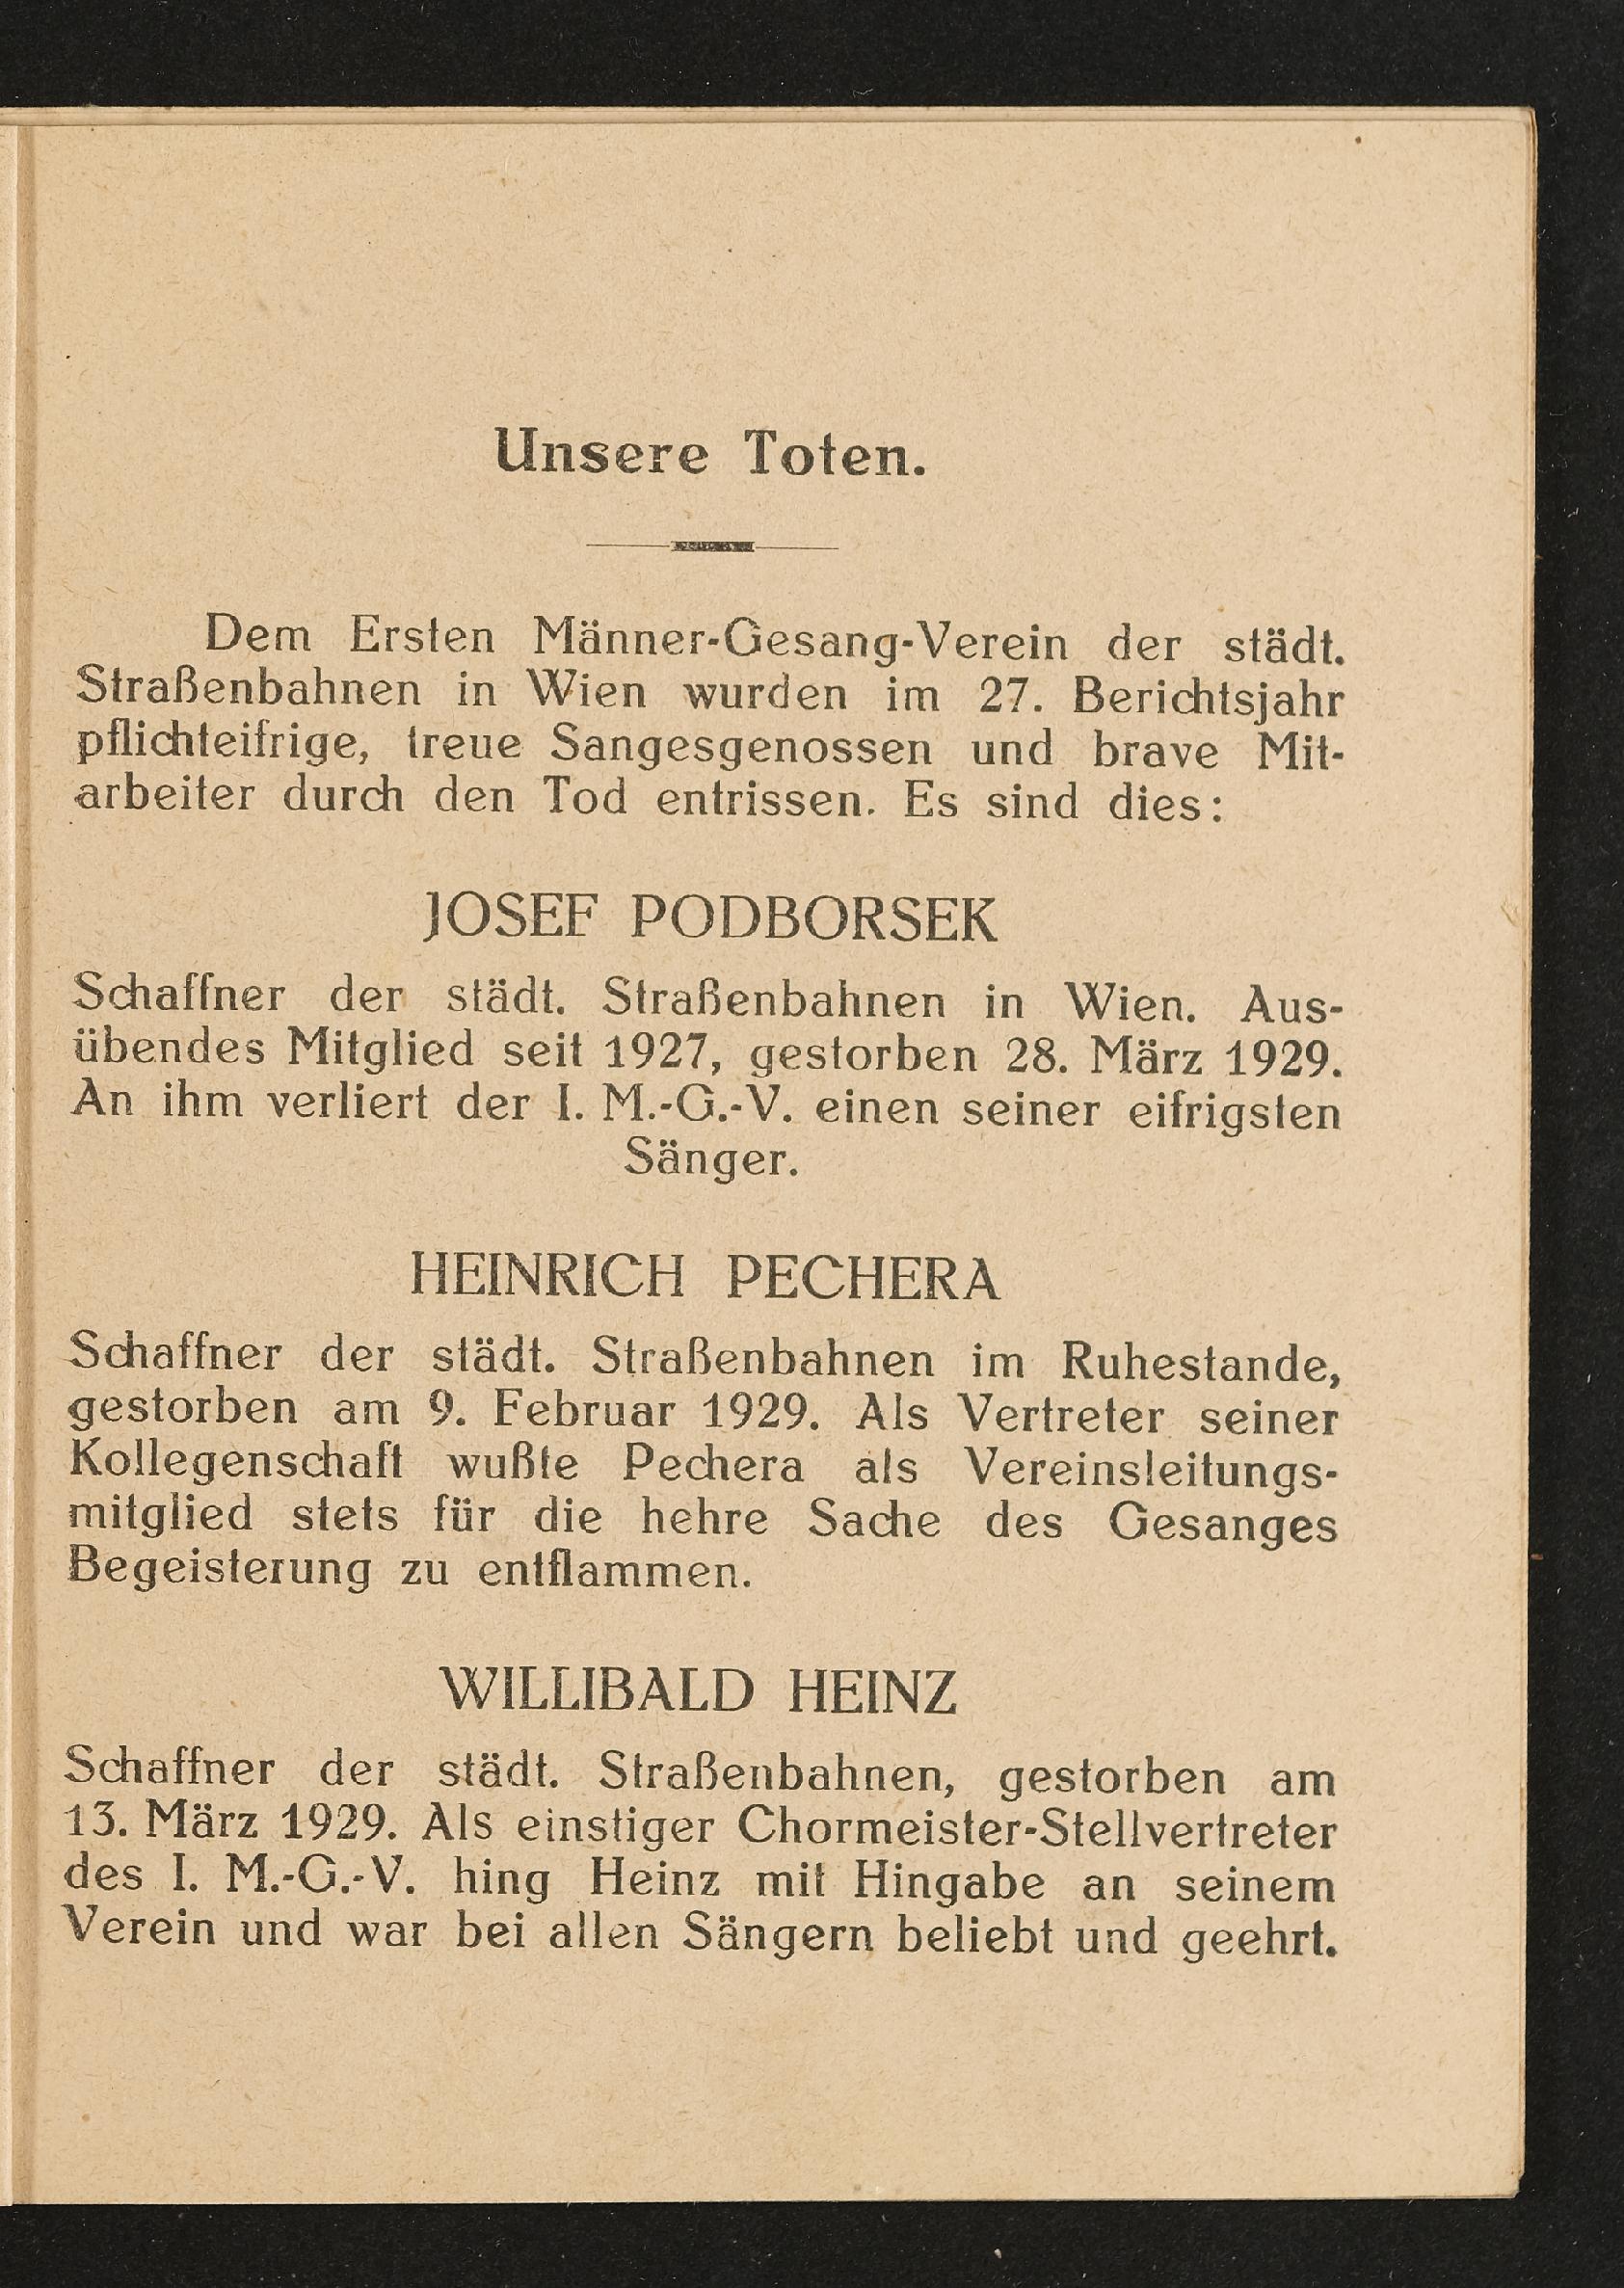 Unsere Toten.
Dem Ersten Männer-Gesang-Verein der städt.
Straßenbahnen in Wien wurden im 27. Berichtsjahr
pflichteifrige, treue Sangesgenossen und brave Mit-
arbeiter durch den Tod entrissen. Es sind dies:
JOSEF PODBORSEK
Schaffner der städt. Straßenbahnen in Wien. Aus-
übendes Mitglied seit 1927, gestorben 28. März 1929.
An ihm verliert der I. M.-G.-V. einen seiner eifrigsten
Sänger.
HEINRICH PECHERA
Schaffner der städt. Straßenbahnen im Ruhestande,
gestorben am 9. Februar 1929. Als Vertreter seiner
Kollegenschaft wußte Pechera als Vereinsleitungs-
mitglied stets für die hehre Sache des Gesanges
Begeisterung zu entflammen.
WILLIBALD HEINZ
Schaffner der städt. Straßenbahnen, gestorben am
13. März 1929. Als einstiger Chormeister-Stellvertreter
des I. M.-G.-V. hing Heinz mit Hingabe an seinem
Verein und war bei allen Sängern beliebt und geehrt.